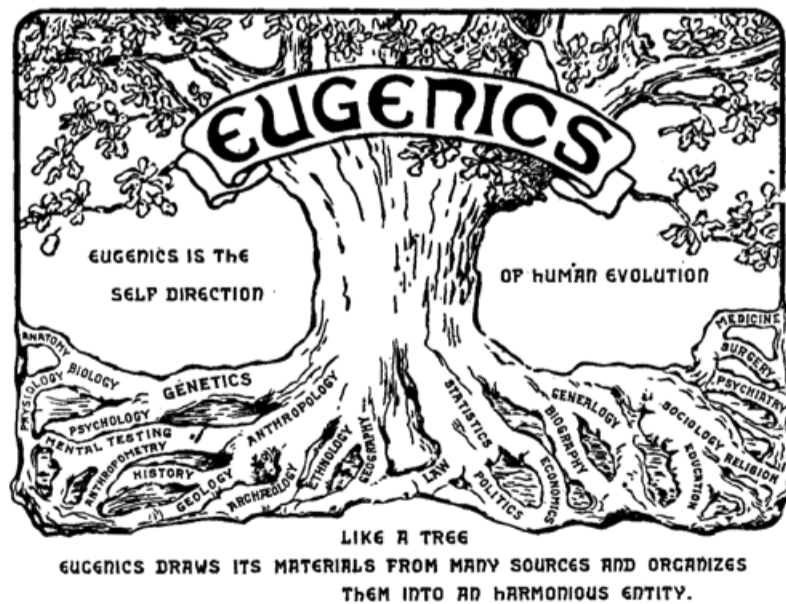 EUGENICS
EUGENICS IS THE
SELF DIRECTION
OF HUMAN EVOLUTION
ANATOMY
BIOLOGY
PHYSIOLOGY
GENETICS
PSYCHOLOGY
MENTAL TESTING
ANTHROPOMETRY
HISTORY
GEOLOGY
ANTHROPOLOGY
ARCHÆOLOGY
ETHNOLOGY
GEOGRAPHY
LAW
STATISTICS
POLITICS
ECONOMICS
GENEALOGY
BIOGRAPHY
MEDICINE
SURGERY
PSYCHIATRY
SOCIOLOGY
RELIGION
EDUCATION
LIKE A TREE
EUGENICS DRAWS ITS MATERIALS FROM MANY SOURCES AND ORGANIZES
THEM INTO AN HARMONIOUS ENTITY.